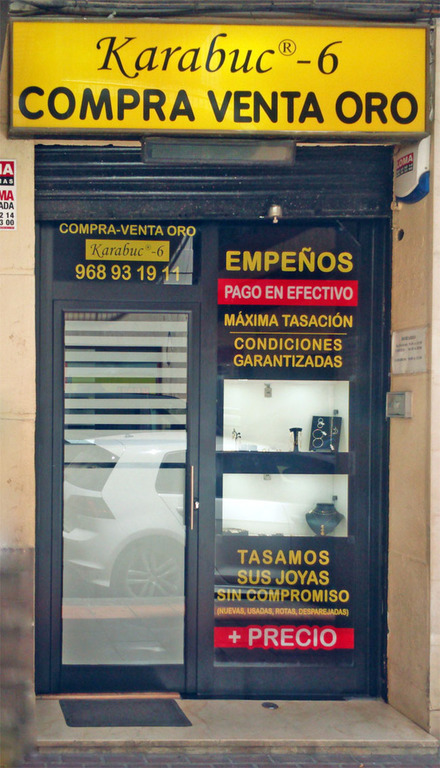 Karabuc®-6
COMPRA VENTA ORO
COMPRA-VENTA ORO
Karabuc®-6
968 93 19 11
EMPEÑOS
PAGO EN EFECTIVO
MÁXIMA TASACIÓN
CONDICIONES
GARANTIZADAS
TASAMOS
SUS JOYAS
SIN COMPROMISO
(NUEVAS, USADAS, ROTAS, DESPAREJADAS)
+ PRECIO